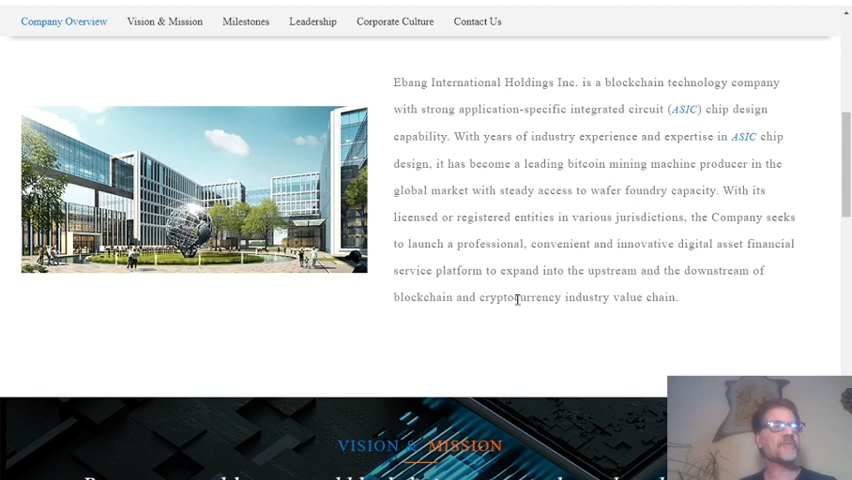 Company Overview Vision & Mission Milestones Leadership Corporate Culture Contact Us
Ebang International Holdings Inc. is a blockchain technology company
with strong application-specific integrated circuit (ASIC) chip design
capability. With years of industry experience and expertise in ASIC chip
design, it has become a leading bitcoin mining machine producer in the
global market with steady access to wafer foundry capacity. With its
licensed or registered entities in various jurisdictions, the Company seeks
to launch a professional, convenient and innovative digital asset financial
service platform to expand into the upstream and the downstream of
blockchain and cryptocurrency industry value chain.
VISION & MISSION